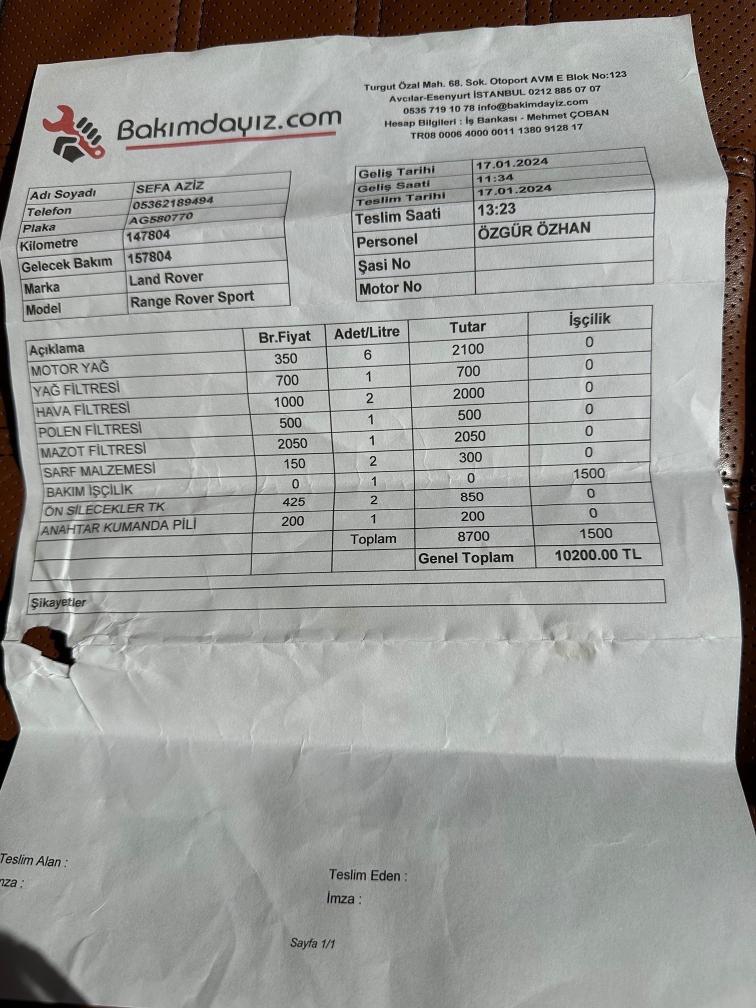 Bakımdayız.com
Turgut Özal Mah. 68. Sok. Otoport AVM E Blok No:123
Avcılar-Esenyurt İSTANBUL 0212 885 07 07
0535 719 10 78 info@bakimdayiz.com
Hesap Bilgileri : İş Bankası - Mehmet ÇOBAN
TR08 0006 4000 0011 1380 9128 17
Adı Soyadı SEFA AZİZ
Telefon 05362189494
Plaka AG580770
Kilometre 147804
Gelecek Bakım 157804
Marka Land Rover
Model Range Rover Sport
Geliş Tarihi 17.01.2024
Geliş Saati 11:34
Teslim Tarihi 17.01.2024
Teslim Saati 13:23
Personel ÖZGÜR ÖZHAN
Şasi No
Motor No
Açıklama Br.Fiyat Adet/Litre Tutar İşçilik
MOTOR YAĞ 350 6 2100 0
YAĞ FİLTRESİ 700 1 700 0
HAVA FİLTRESİ 1000 2 2000 0
POLEN FİLTRESİ 500 1 500 0
MAZOT FİLTRESİ 2050 1 2050 0
SARF MALZEMESİ 150 2 300 0
BAKIM İŞÇİLİK 0 1 0 1500
ÖN SİLECEKLER TK 425 2 850 0
ANAHTAR KUMANDA PİLİ 200 1 200 0
Toplam 8700 1500
Genel Toplam 10200.00 TL
Şikayetler
Teslim Alan :
Teslim Eden :
mza :
İmza :
Sayfa 1/1